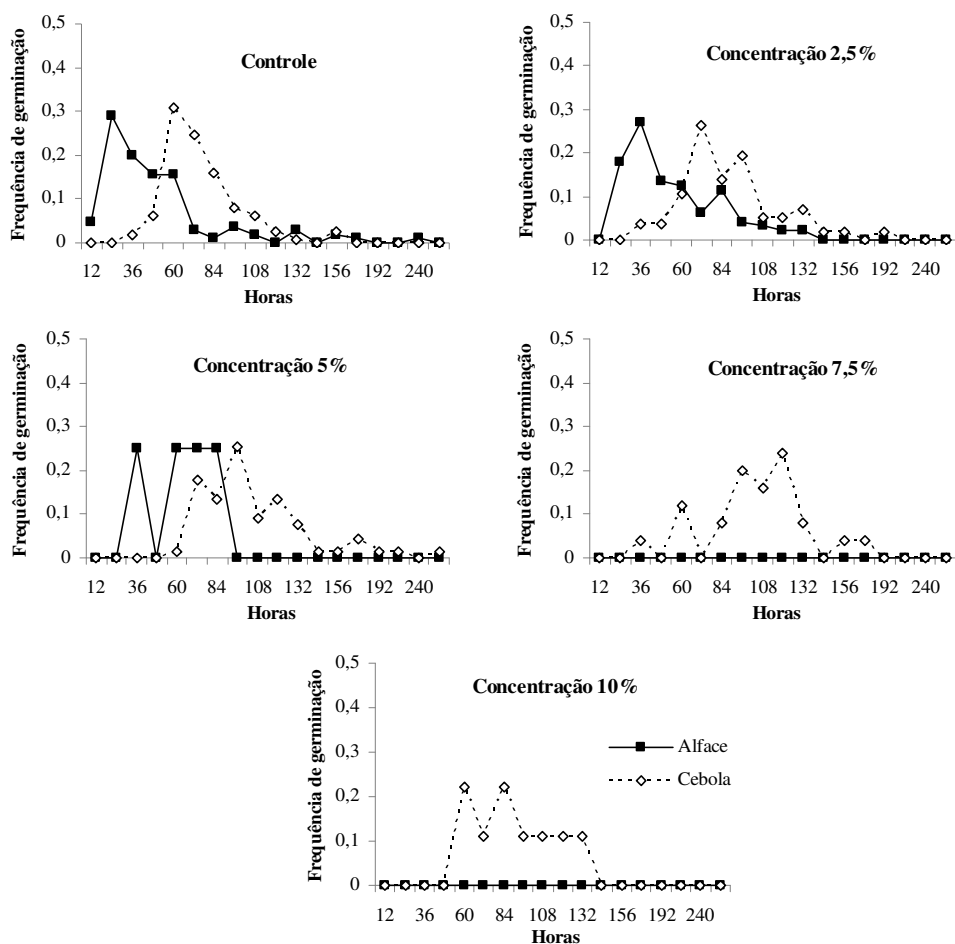 Controle
Frequência de germinação
0,5
0,4
0,3
0,2
0,1
0
12 36 60 84 108 132 156 192 240
Horas
Concentração 2,5%
Frequência de germinação
0,5
0,4
0,3
0,2
0,1
0
12 36 60 84 108 132 156 192 240
Horas
Concentração 5%
Frequência de germinação
0,5
0,4
0,3
0,2
0,1
0
12 36 60 84 108 132 156 192 240
Horas
Concentração 7,5%
Frequência de germinação
0,5
0,4
0,3
0,2
0,1
0
12 36 60 84 108 132 156 192 240
Horas
Concentração 10%
Frequência de germinação
0,5
0,4
0,3
0,2
0,1
0
12 36 60 84 108 132 156 192 240
Horas
Alface
Cebola